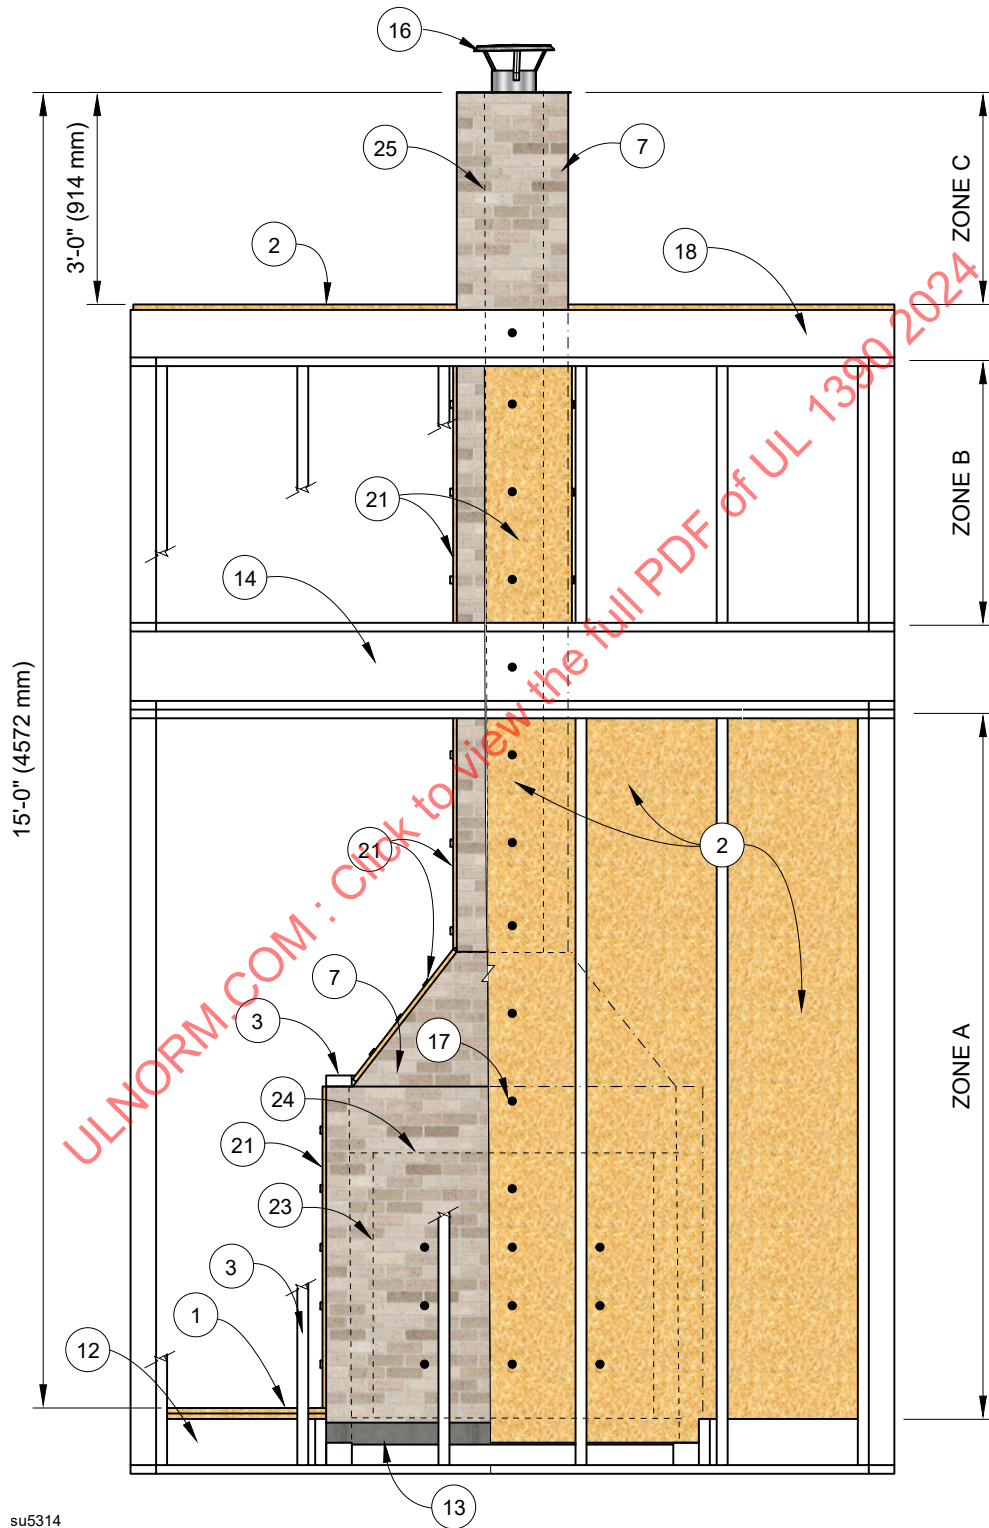 16
3'-0" (914 mm)
25
7
ZONE C
2
18
21
ZONE B
14
15'-0" (4572 mm)
2
21
7
3
17
ZONE A
24
21
23
3
1
12
13
su5314
ULNORM.COM : Click to view the full PDF of UL 1390 2024